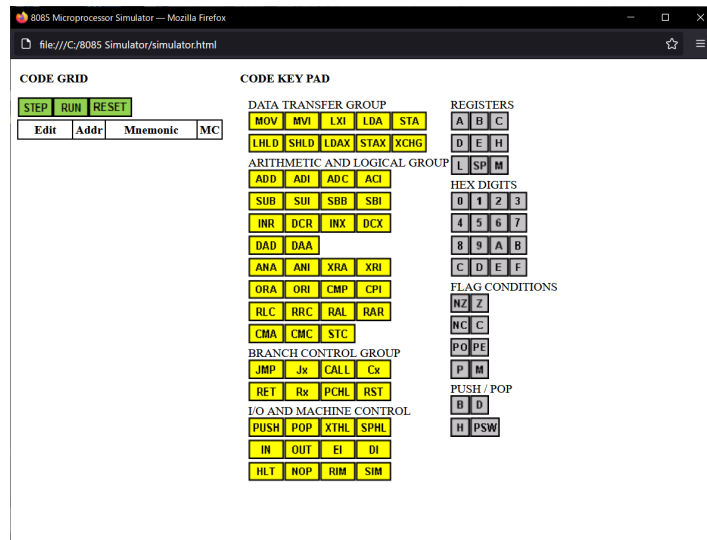 8085 Microprocessor Simulator — Mozilla Firefox
file:///C:/8085 Simulator/simulator.html
CODE GRID
STEP RUN RESET
Edit Addr Mnemonic MC
CODE KEY PAD
DATA TRANSFER GROUP
MOV MVI LXI LDA STA
LHLD SHLD LDAX STAX XCHG
ARITHMETIC AND LOGICAL GROUP
ADD ADI ADC ACI
SUB SUI SBB SBI
INR DCR INX DCX
DAD DAA
ANA ANI XRA XRI
ORA ORI CMP CPI
RLC RRC RAL RAR
CMA CMC STC
BRANCH CONTROL GROUP
JMP Jx CALL Cx
RET Rx PCHL RST
I/O AND MACHINE CONTROL
PUSH POP XTHL SPHL
IN OUT EI DI
HLT NOP RIM SIM
REGISTERS
A B C
D E H
L SP M
HEX DIGITS
0 1 2 3
4 5 6 7
8 9 A B
C D E F
FLAG CONDITIONS
NZ Z
NC C
PO PE
P M
PUSH / POP
B D
H PSW